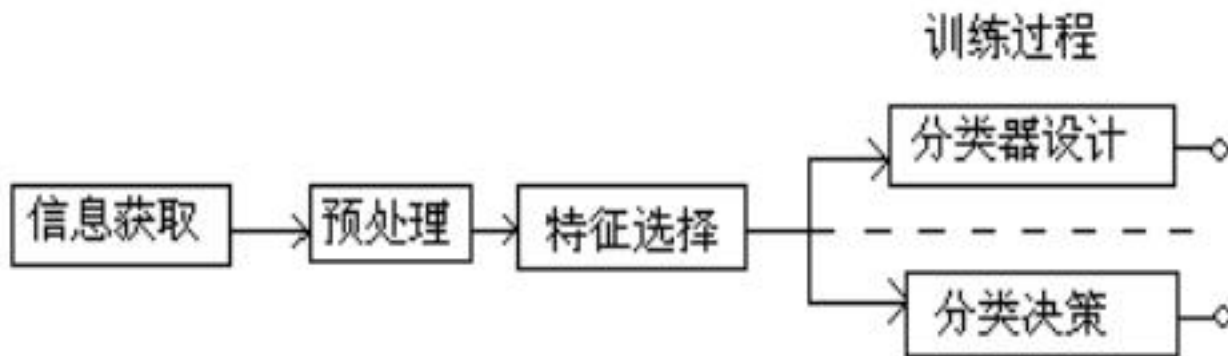 训练过程
分类器设计
信息获取
预处理
特征选择
分类决策